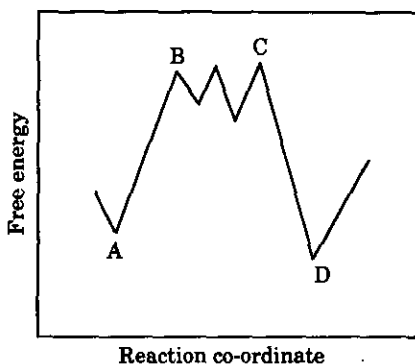 B
C
A
D
Free energy
Reaction co-ordinate